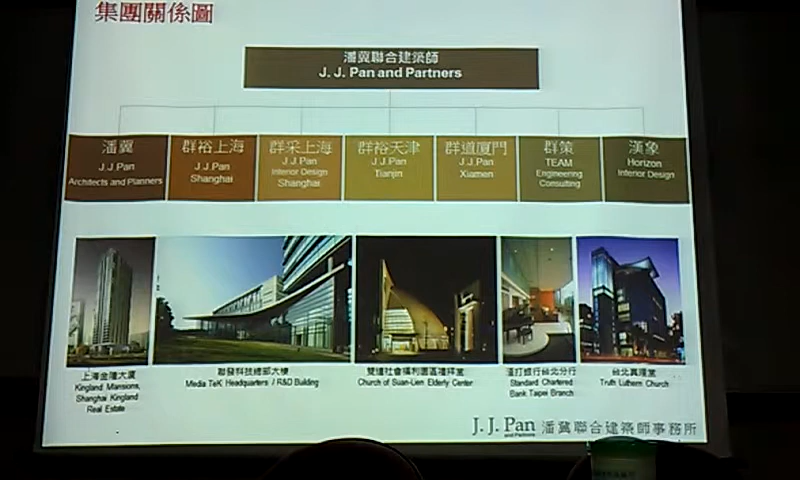 集團關係圖
潘冀聯合建築師
J. J. Pan and Partners
潘冀
J.J.Pan
Architects and Planners
群裕上海
J.J.Pan
Shanghai
群采上海
J.J.Pan
Interior Design
Shanghai
群裕天津
J.J.Pan
Tianjin
群道廈門
J.J.Pan
Xiamen
群策
TEAM
Engineering
Consulting
漢象
Horizon
Interior Design
上海金隆大廈
Kingland Mansions,
Shanghai Kingland
Real Estate
聯發科技總部大樓
Media TeK Headquarters / R&D Building
雙連社會福利園區禮拜堂
Church of Suan-Lien Elderly Center
渣打銀行台北分行
Standard Chartered
Bank Taipei Branch
台北真理堂
Truth Luthern Church
J. J. Pan 潘冀聯合建築師事務所
and Partners